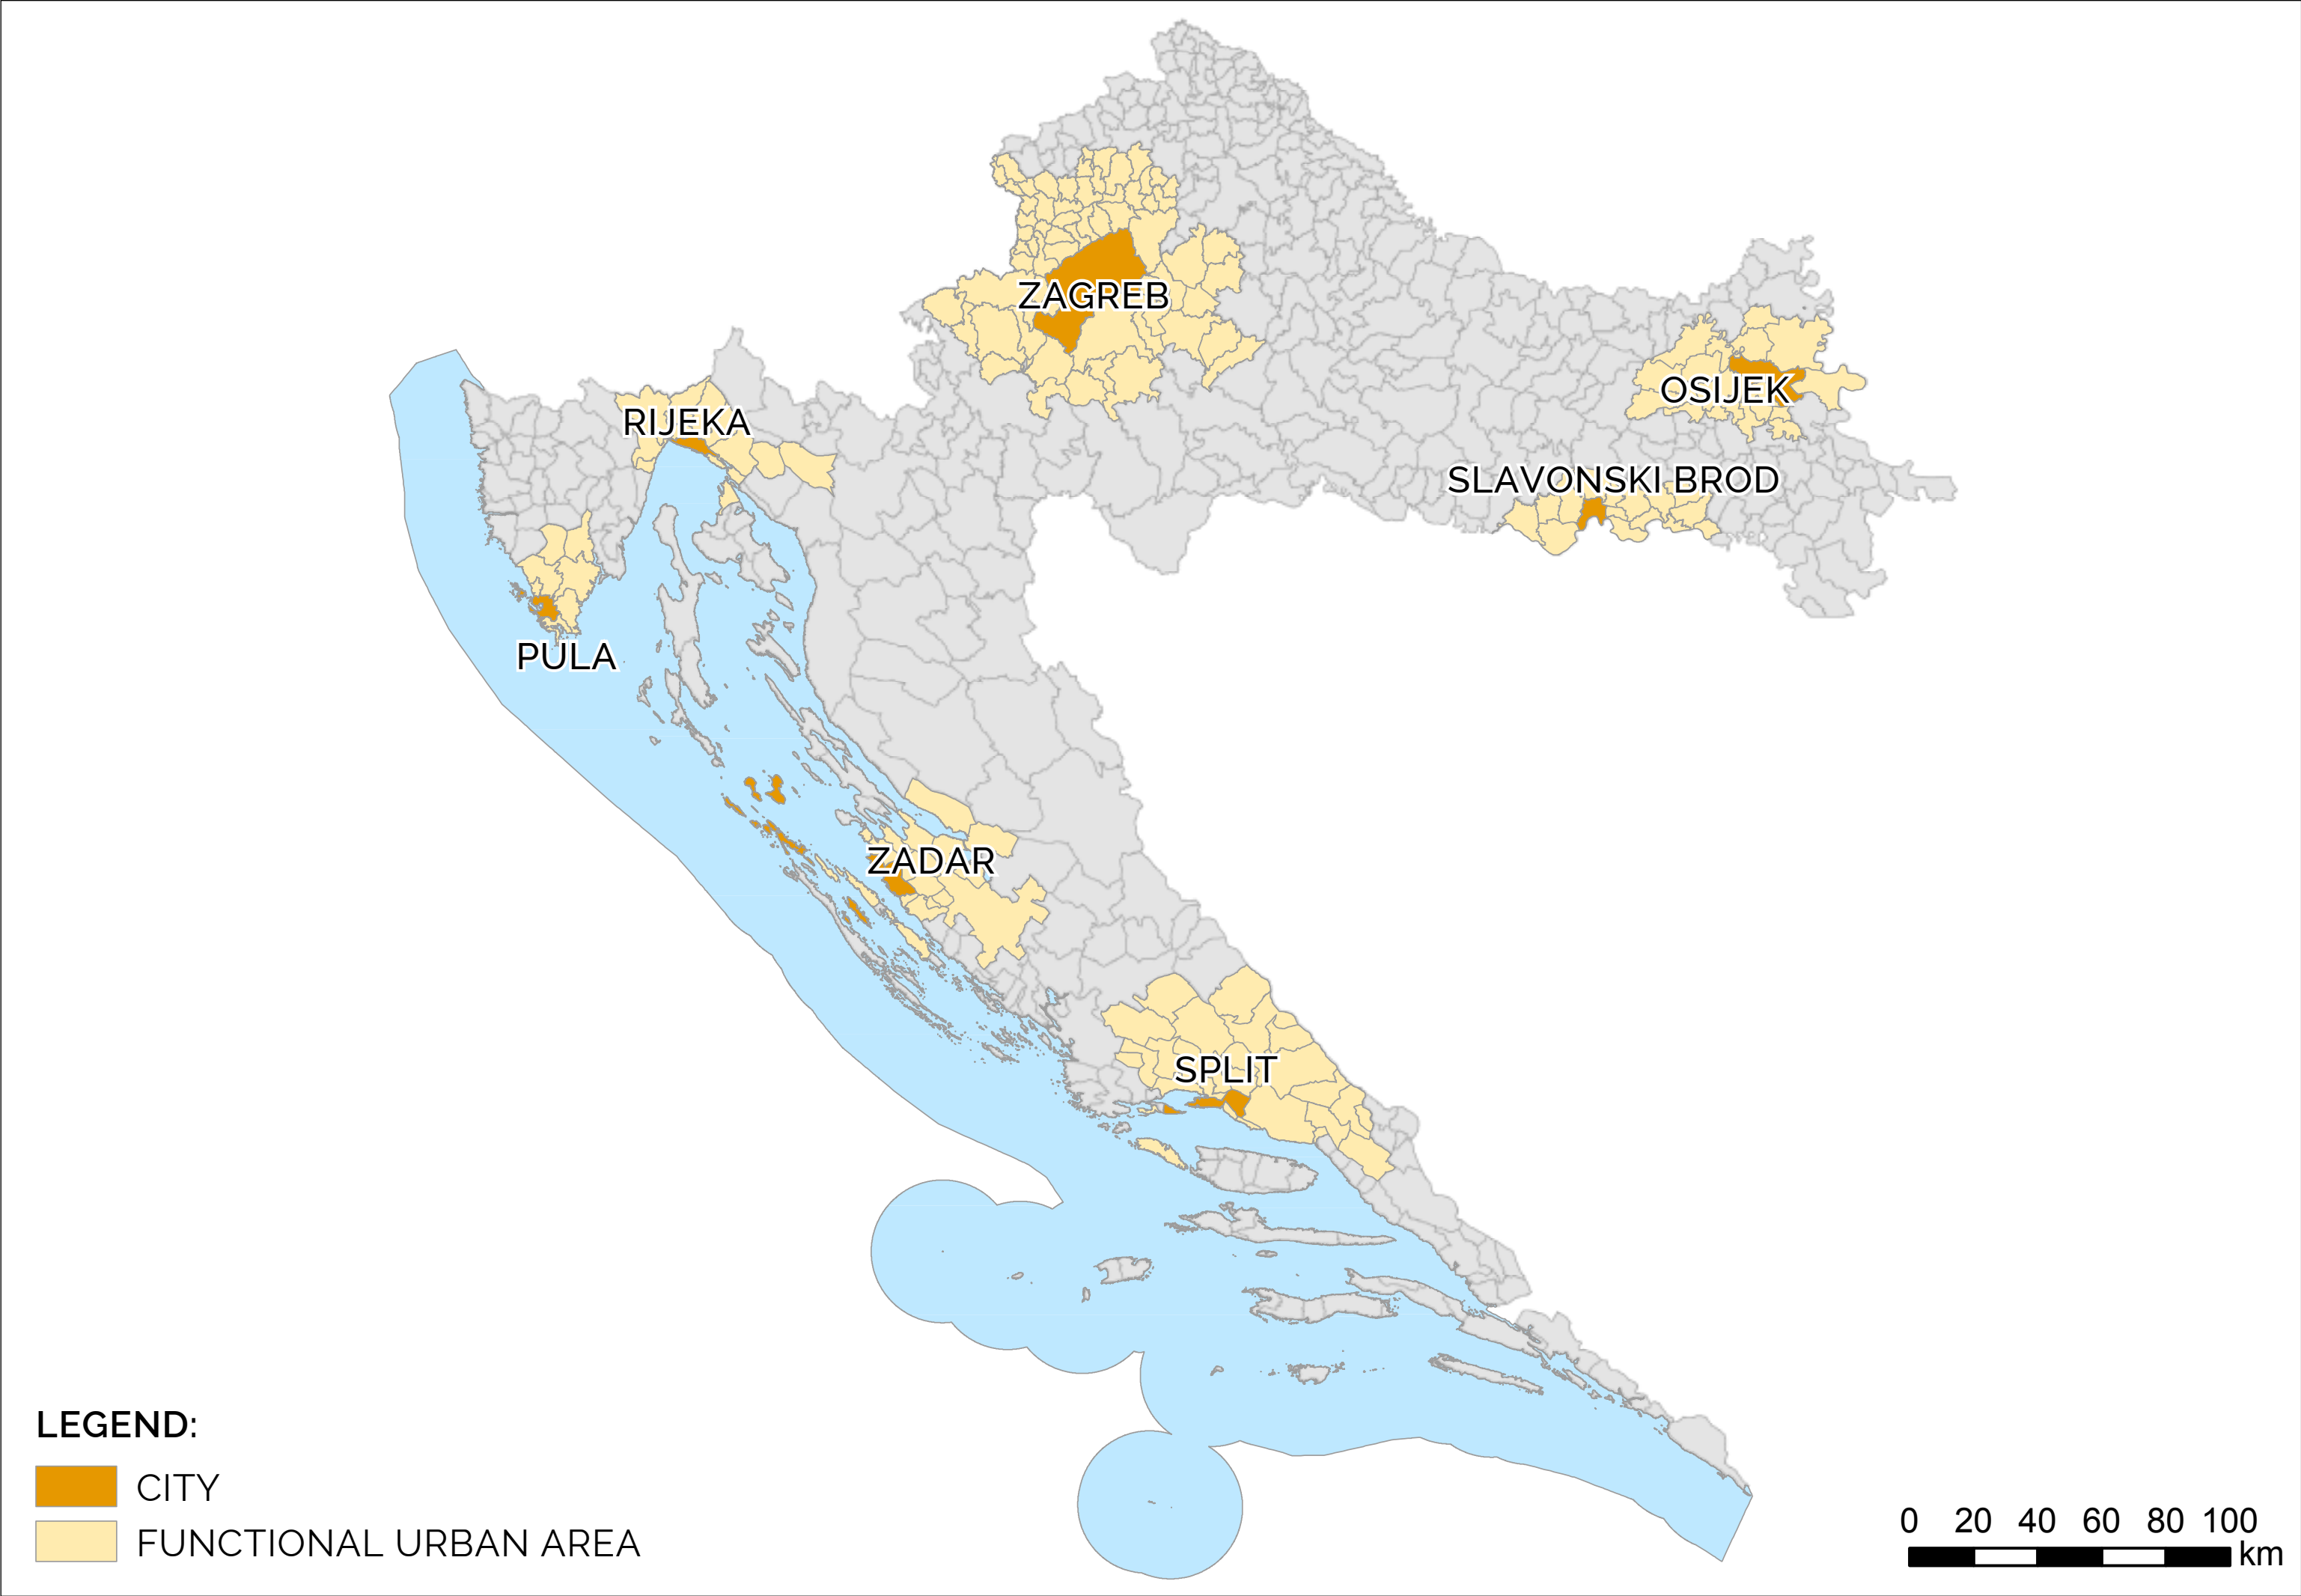 ZAGREB
OSIJEK
RIJEKA
SLAVONSKI BROD
PULA
ZADAR
SPLIT
LEGEND:
CITY
FUNCTIONAL URBAN AREA
0 20 40 60 80 100
km